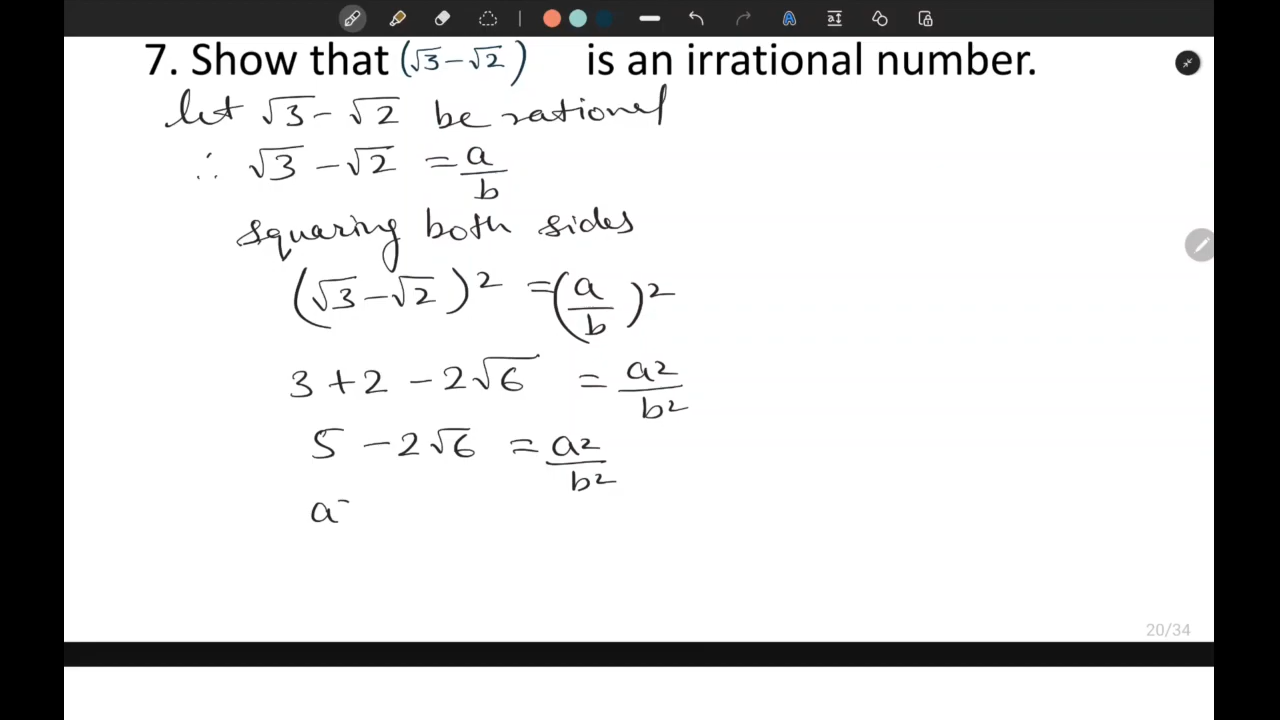 7. Show that (√3-√2) is an irrational number.
let √3 - √2 be rational
∴ √3 - √2 = a/b
squaring both sides
(√3-√2)² = (a/b)²
3+2-2√6 = a²/b²
5-2√6 = a²/b²
a
20/34